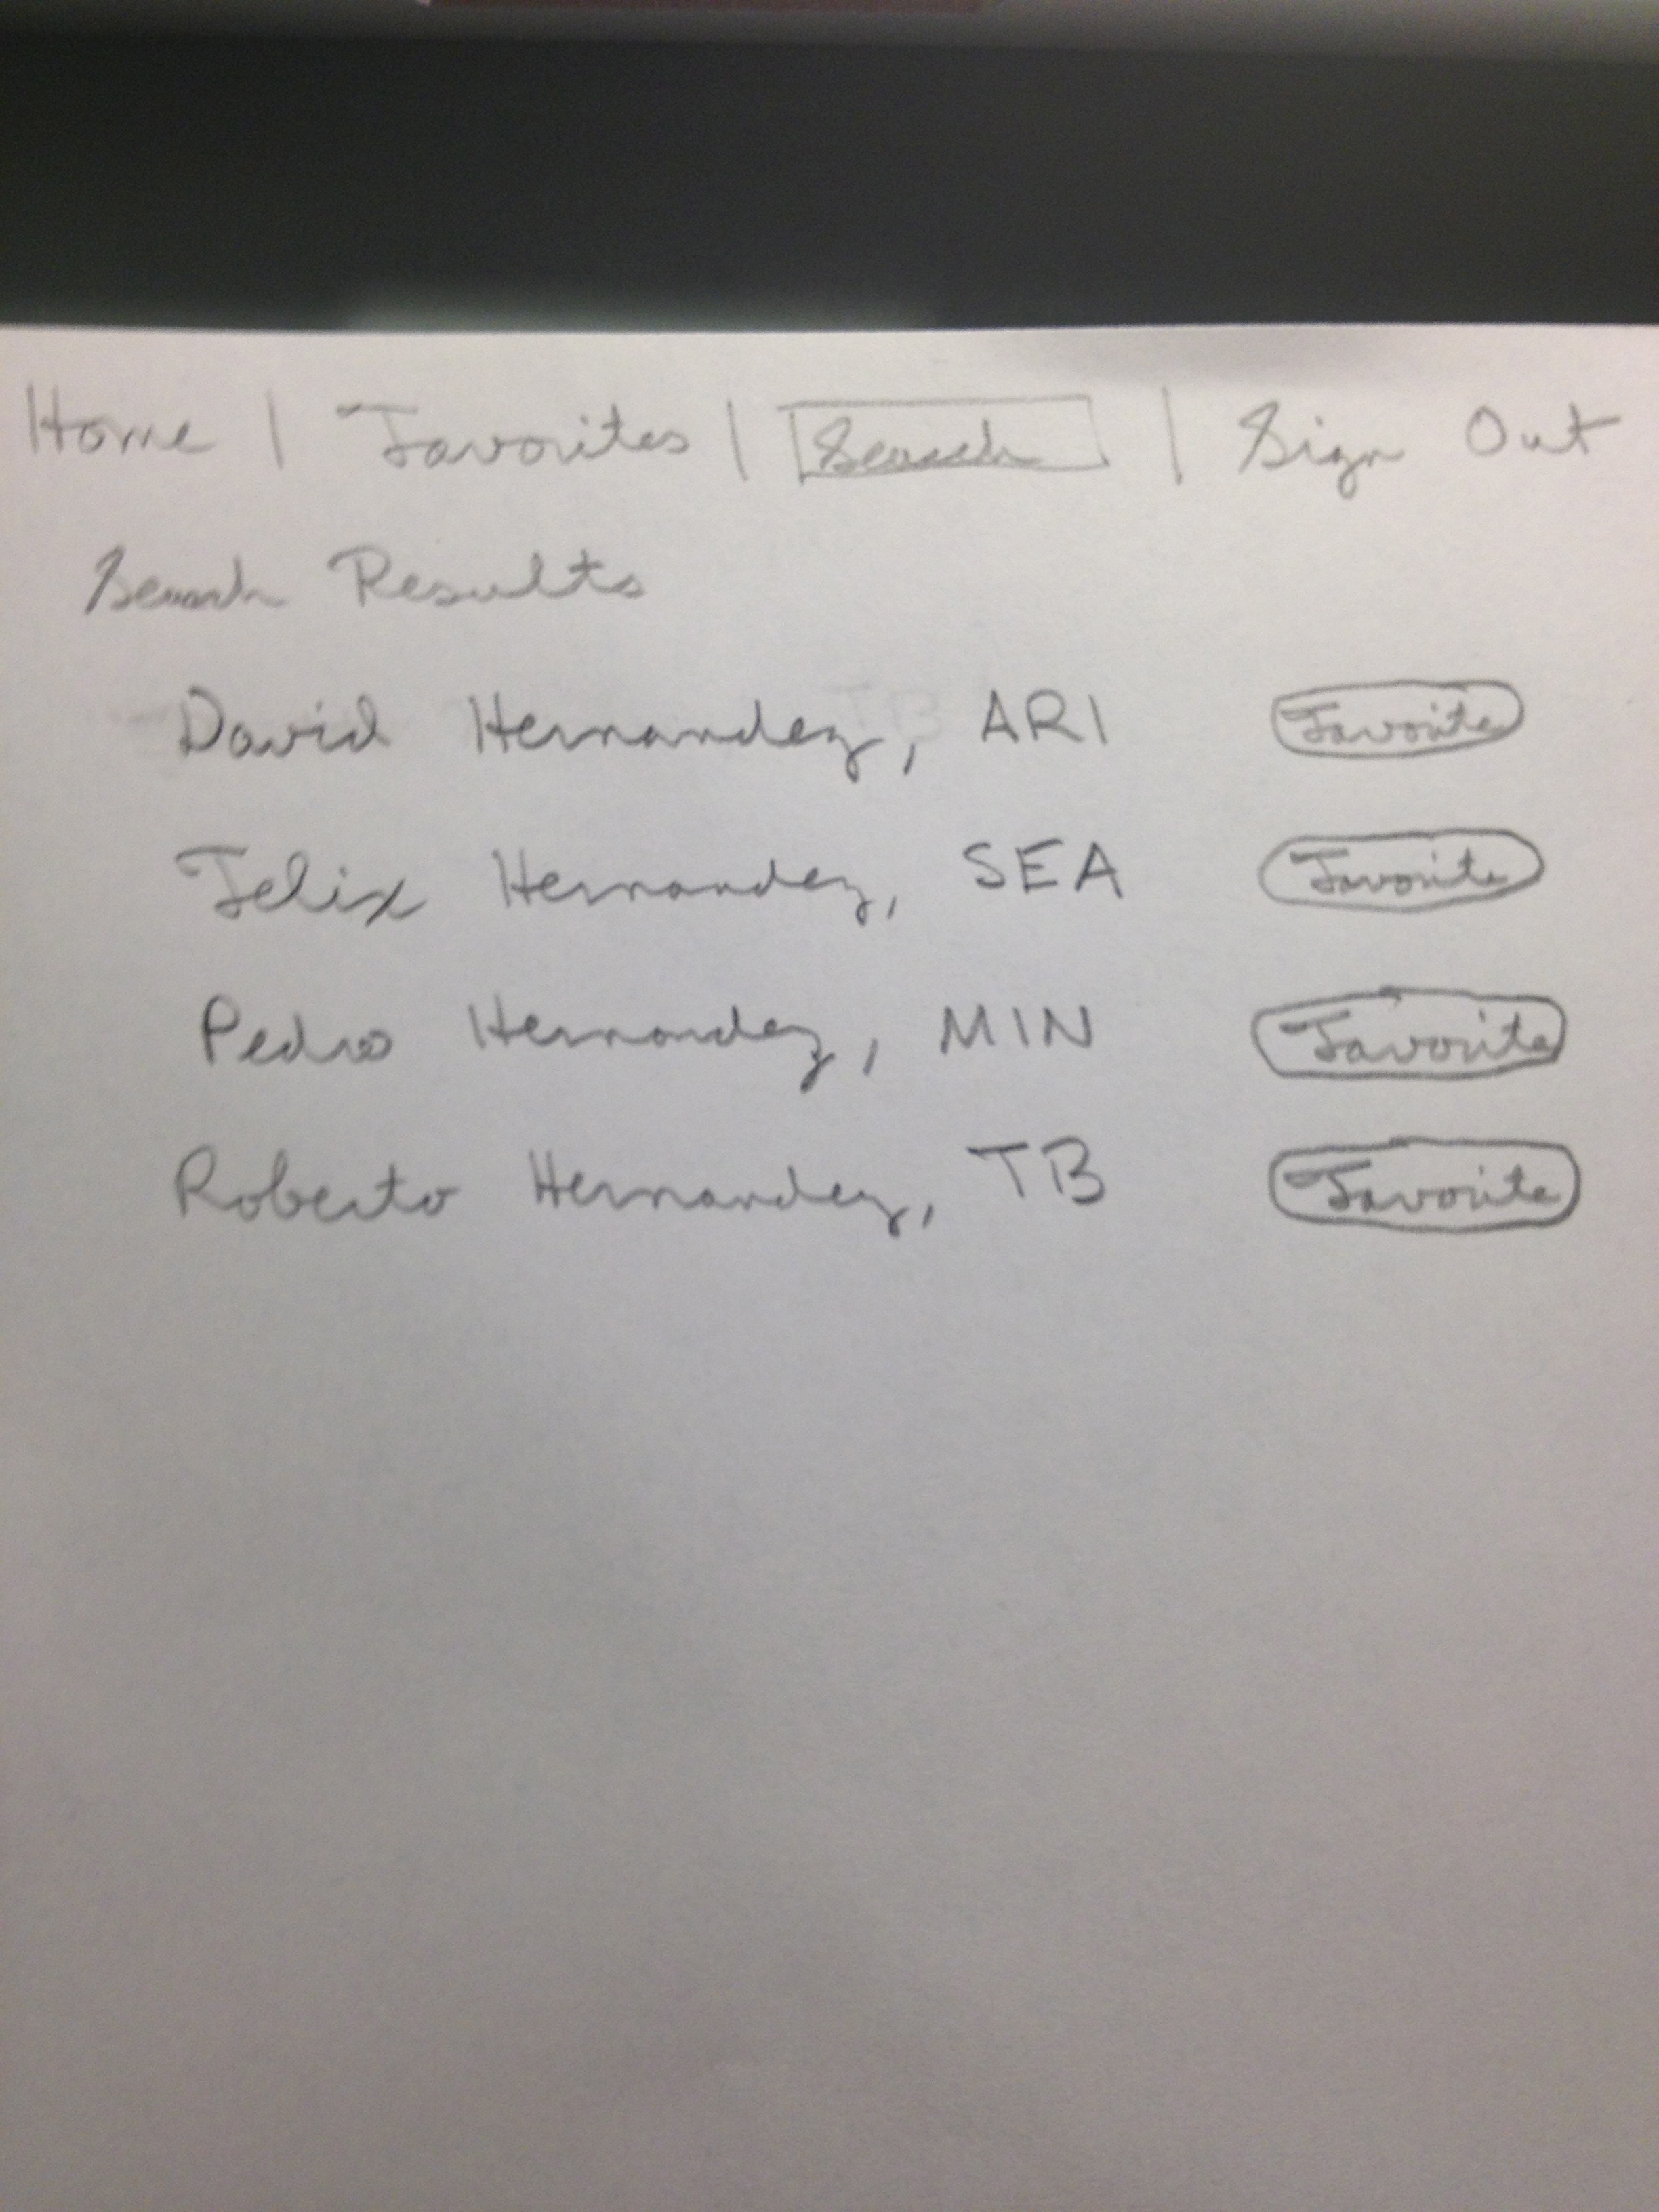 Home | Favorites | Search | Sign Out
Search Results
David Hernandez, ARI Favorite
Felix Hernandez, SEA Favorite
Pedro Hernandez, MIN Favorite
Roberto Hernandez, TB Favorite